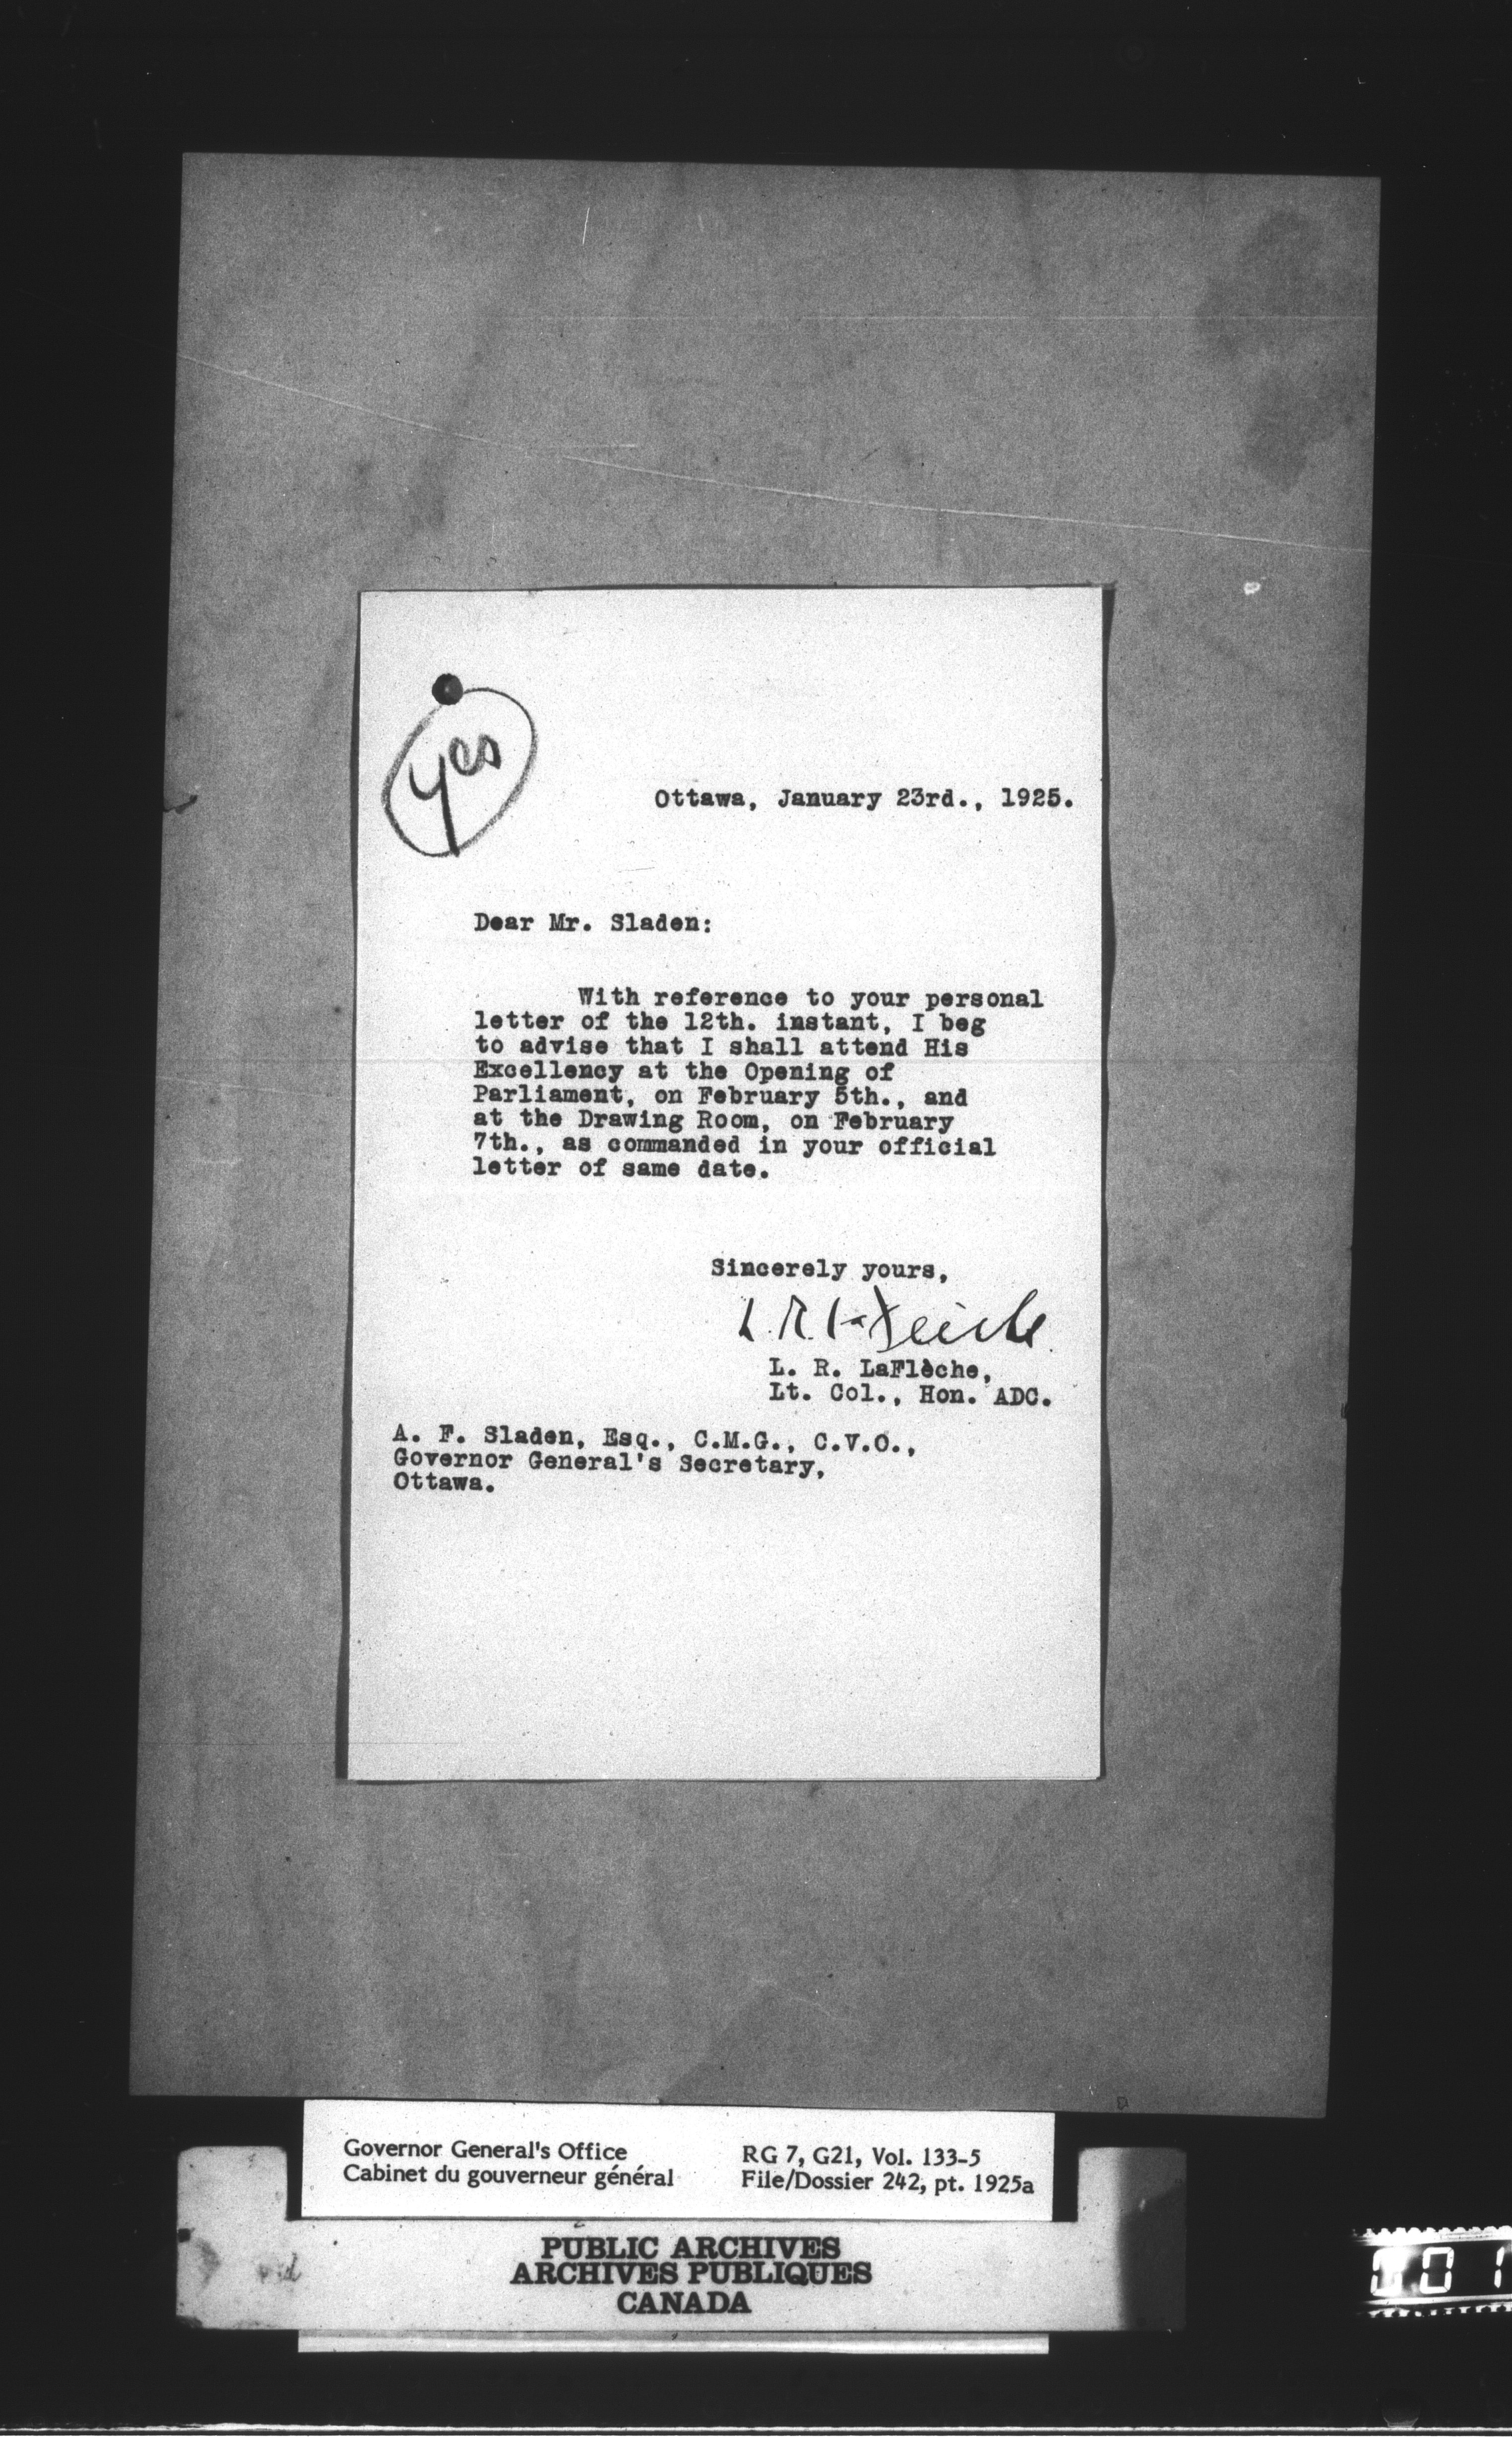 yes
Ottawa, January 23rd., 1925.
Dear Mr. Sladen:
With reference to your personal
letter of the 12th. instant, I beg
to advise that I shall attend His
Excellency at the Opening of
Parliament, on February 5th., and
at the Drawing Room, on February
7th., as commanded in your official
letter of same date.
Sincerely yours,
L. R. LaFlèche
L. R. LaFlèche,
Lt. Col., Hon. ADC.
A. F. Sladen, Esq., C.M.G., C.V.O.,
Governor General's Secretary,
Ottawa.
Governor General's Office RG 7, G21, Vol. 133-5
Cabinet du gouverneur général File/Dossier 242, pt. 1925a
PUBLIC ARCHIVES
ARCHIVES PUBLIQUES
CANADA